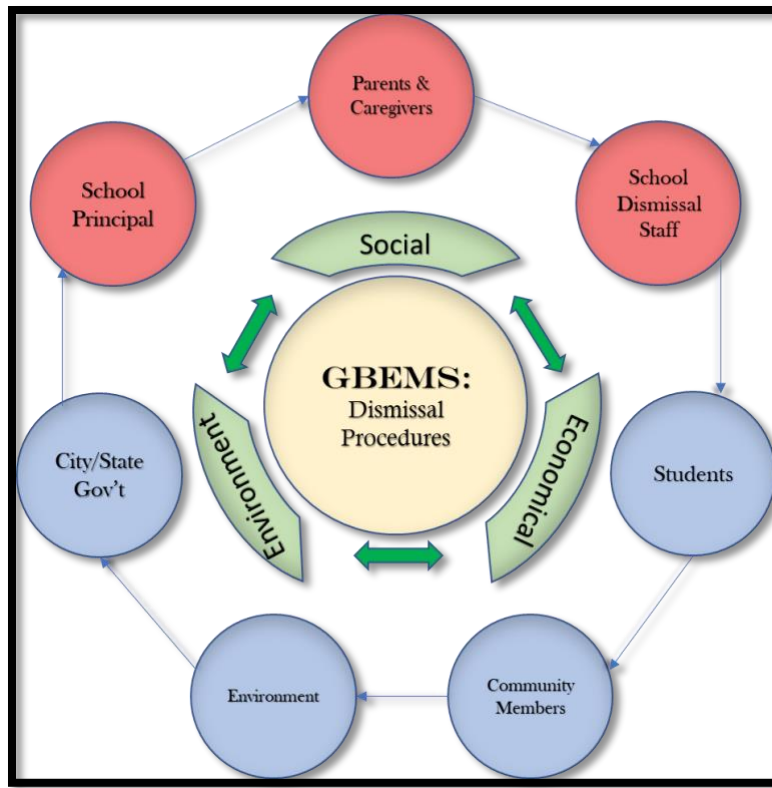 Parents &
Caregivers
School
Principal
School
Dismissal
Staff
Social
GBEMS:
Dismissal
Procedures
Environment
Economical
City/State
Gov't
Students
Environment
Community
Members